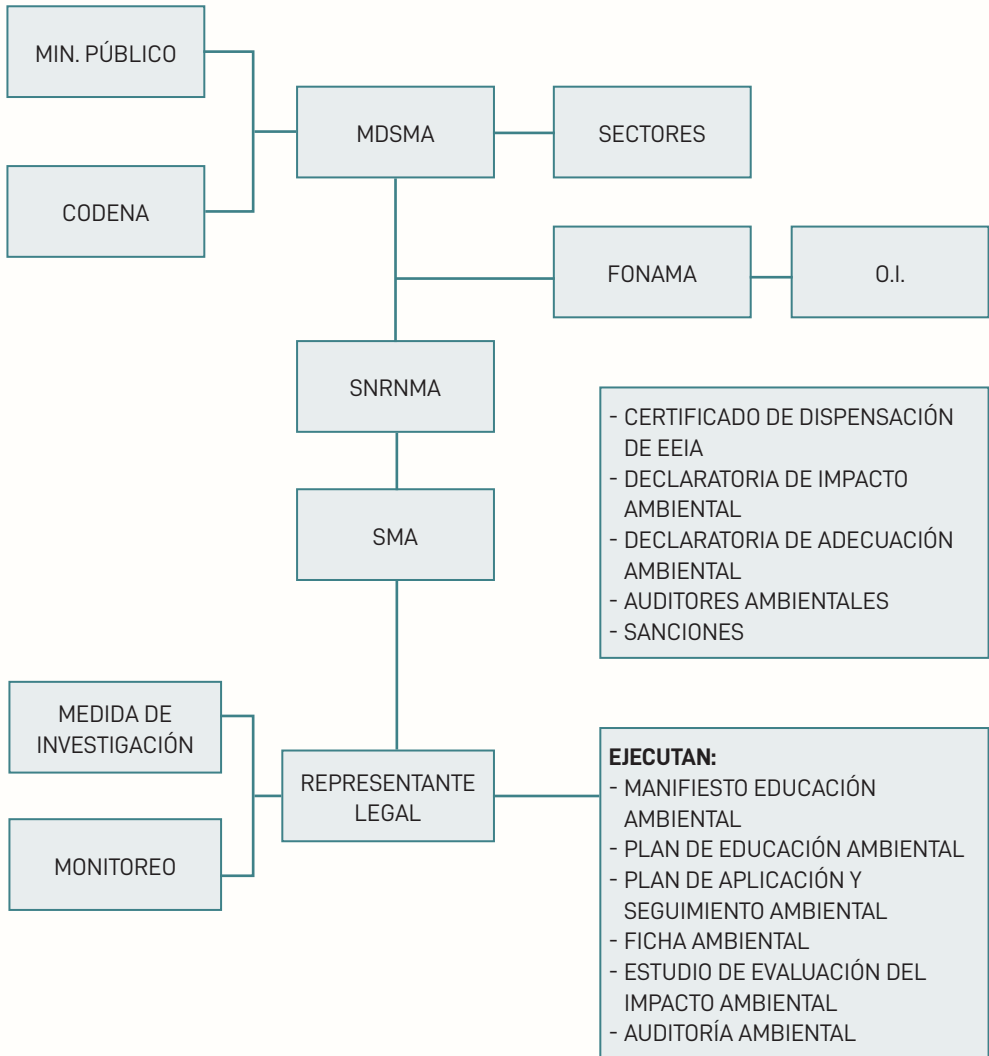 MIN. PÚBLICO
MDSMA
SECTORES
CODENA
FONAMA
O.I.
SNRNMA
- CERTIFICADO DE DISPENSACIÓN
DE EEIA
- DECLARATORIA DE IMPACTO
AMBIENTAL
- DECLARATORIA DE ADECUACIÓN
AMBIENTAL
- AUDITORES AMBIENTALES
- SANCIONES
SMA
MEDIDA DE
INVESTIGACIÓN
REPRESENTANTE
LEGAL
MONITOREO
EJECUTAN:
- MANIFIESTO EDUCACIÓN
AMBIENTAL
- PLAN DE EDUCACIÓN AMBIENTAL
- PLAN DE APLICACIÓN Y
SEGUIMIENTO AMBIENTAL
- FICHA AMBIENTAL
- ESTUDIO DE EVALUACIÓN DEL
IMPACTO AMBIENTAL
- AUDITORÍA AMBIENTAL